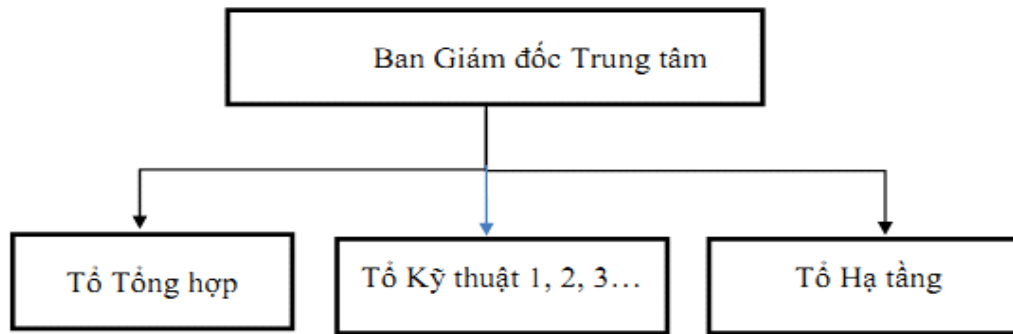 Ban Giám đốc Trung tâm
Tổ Tổng hợp
Tổ Kỹ thuật 1, 2, 3…
Tổ Hạ tầng